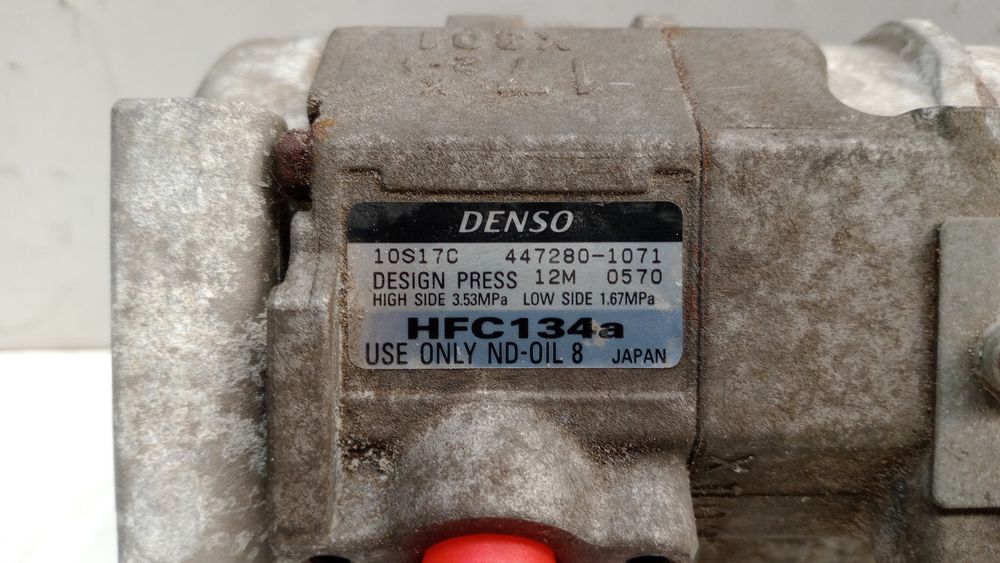 DENSO
10S17C 447280-1071
DESIGN PRESS 12M 0570
HIGH SIDE 3.53MPa LOW SIDE 1.67MPa
HFC134a
USE ONLY ND-OIL 8 JAPAN